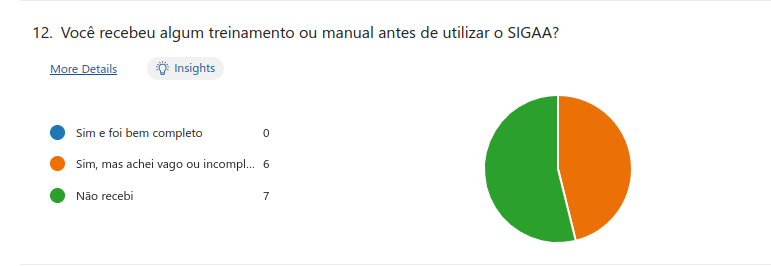 12. Você recebeu algum treinamento ou manual antes de utilizar o SIGAA?
More Details
Insights
Sim e foi bem completo 0
Sim, mas achei vago ou incompl... 6
Não recebi 7